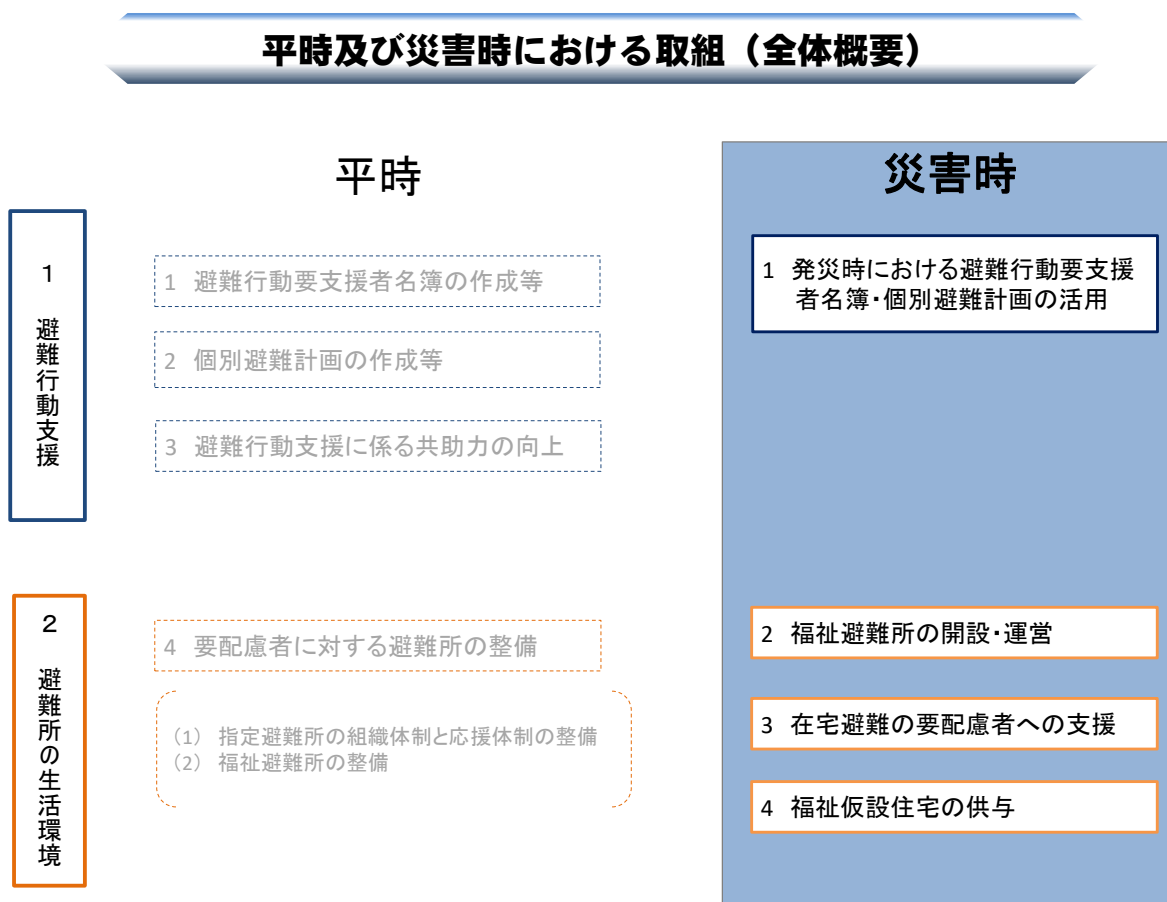 平時及び災害時における取組（全体概要）
平時
災害時
1 避難行動支援
1 避難行動要支援者名簿の作成等
2 個別避難計画の作成等
3 避難行動支援に係る共助力の向上
1 発災時における避難行動要支援
者名簿・個別避難計画の活用
2 避難所の生活環境
4 要配慮者に対する避難所の整備
（1） 指定避難所の組織体制と応援体制の整備
（2） 福祉避難所の整備
2 福祉避難所の開設・運営
3 在宅避難の要配慮者への支援
4 福祉仮設住宅の供与